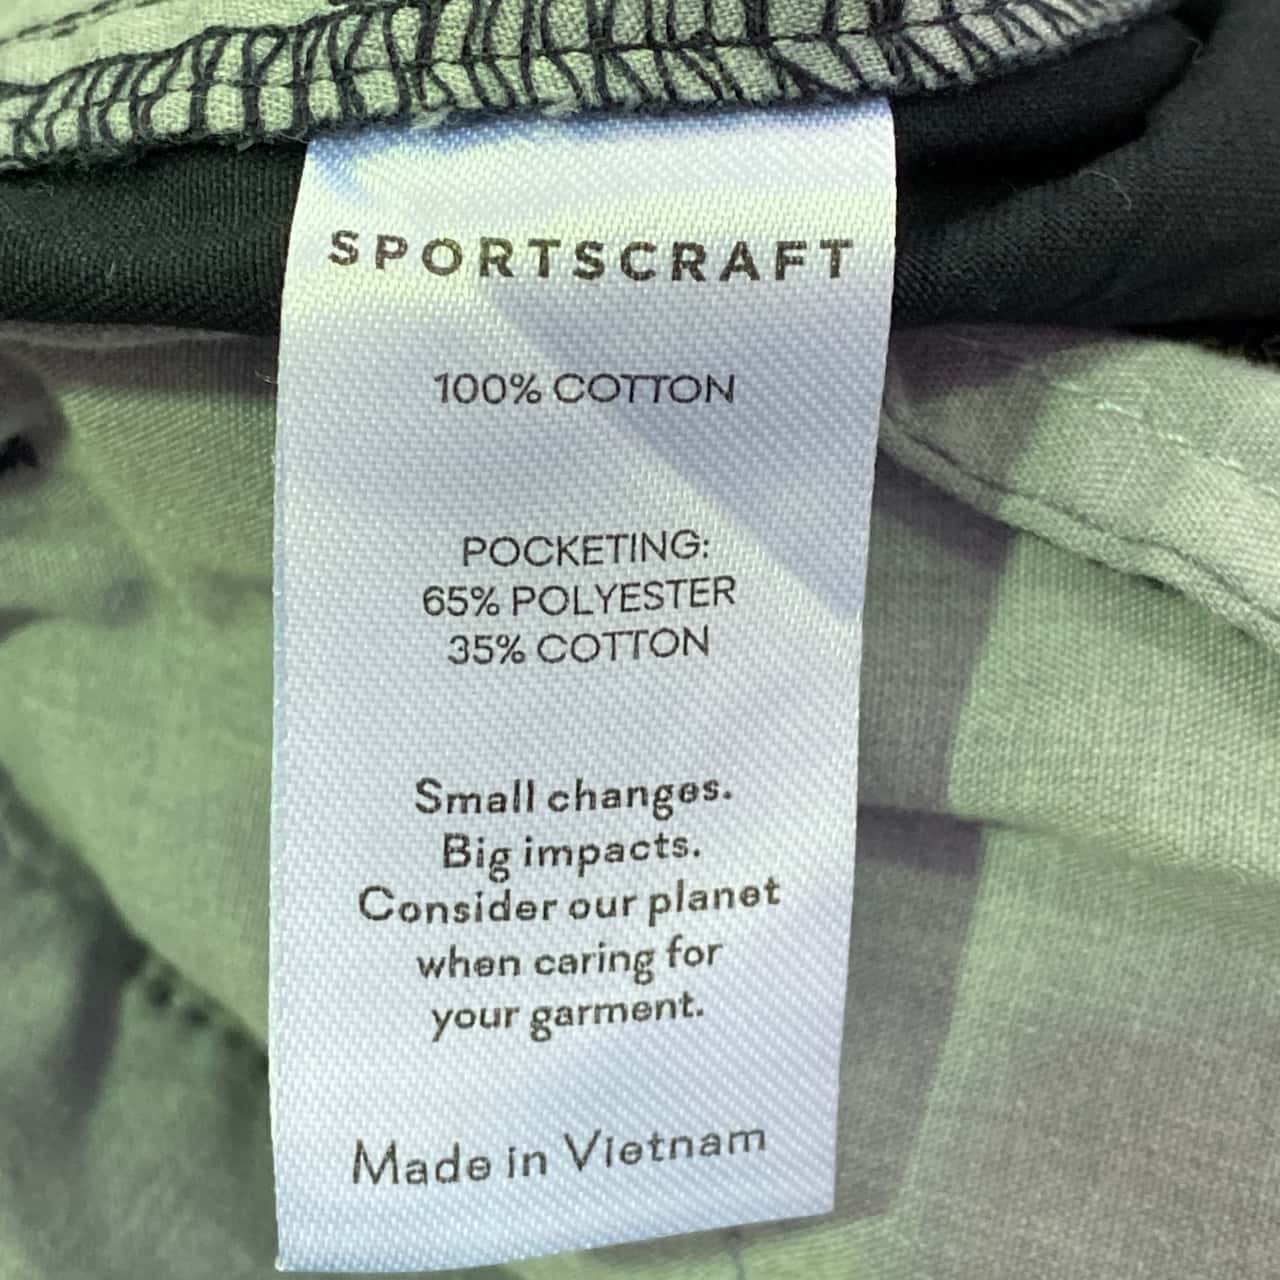 SPORTSCRAFT
100% COTTON
POCKETING:
65% POLYESTER
35% COTTON
Small changes.
Big impacts.
Consider our planet
when caring for
your garment.
Made in Vietnam